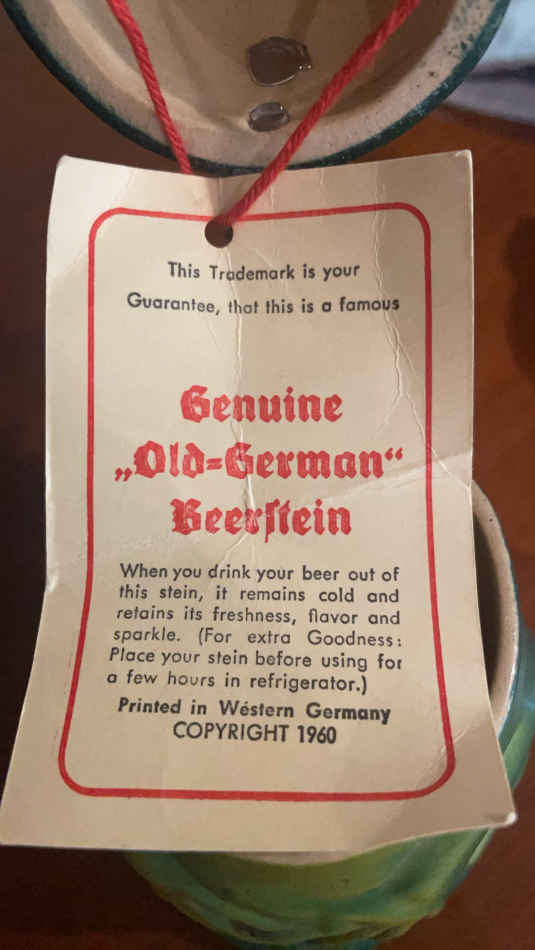 This Trademark is your
Guarantee, that this is a famous
Genuine
„Old=German“
Beerstein
When you drink your beer out of
this stein, it remains cold and
retains its freshness, flavor and
sparkle. (For extra Goodness:
Place your stein before using for
a few hours in refrigerator.)
Printed in Western Germany
COPYRIGHT 1960